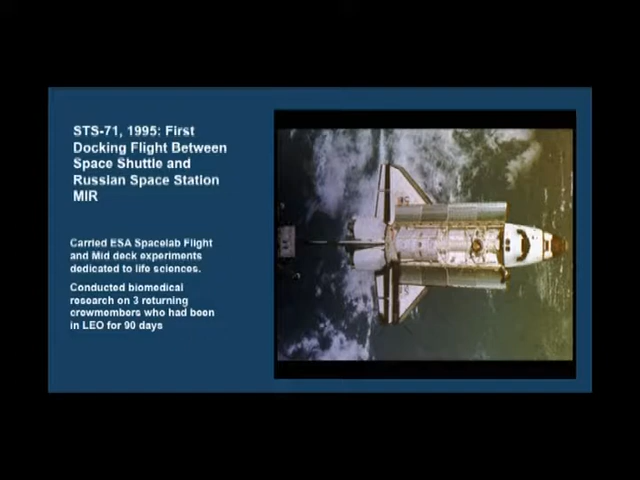 STS-71, 1995: First
Docking Flight Between
Space Shuttle and
Russian Space Station
MIR
Carried ESA Spacelab Flight
and Mid deck experiments
dedicated to life sciences.
Conducted biomedical
research on 3 returning
crewmembers who had been
in LEO for 90 days